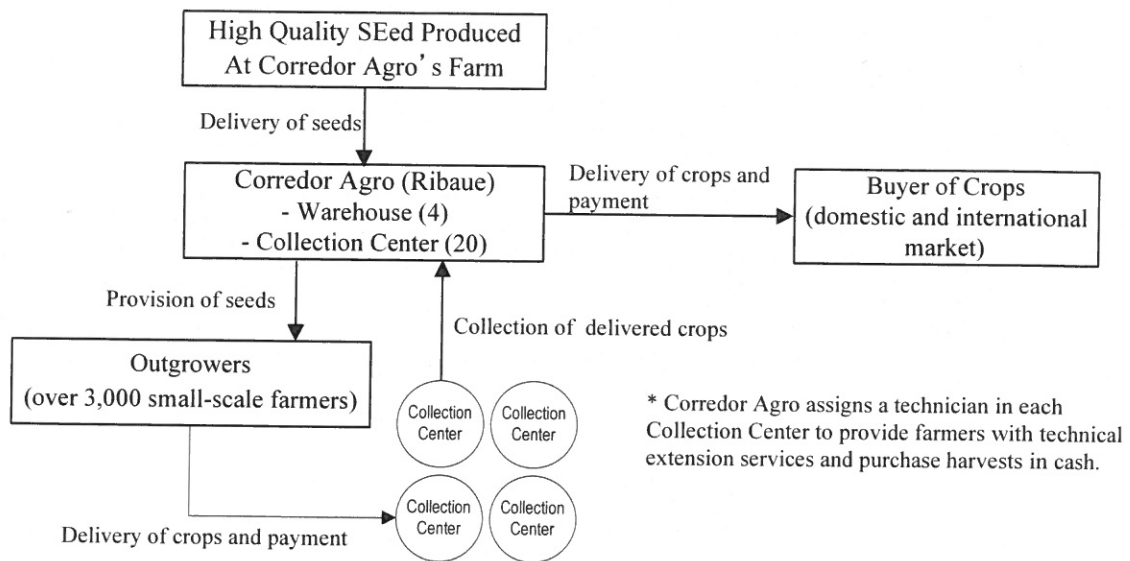 High Quality SEed Produced
At Corredor Agro's Farm
Delivery of seeds
Corredor Agro (Ribaue)
- Warehouse (4)
- Collection Center (20)
Delivery of crops and
payment
Buyer of Crops
(domestic and international
market)
Provision of seeds
Collection of delivered crops
Outgrowers
(over 3,000 small-scale farmers)
Collection
Center
Collection
Center
* Corredor Agro assigns a technician in each
Collection Center to provide farmers with technical
extension services and purchase harvests in cash.
Collection
Center
Collection
Center
Delivery of crops and payment